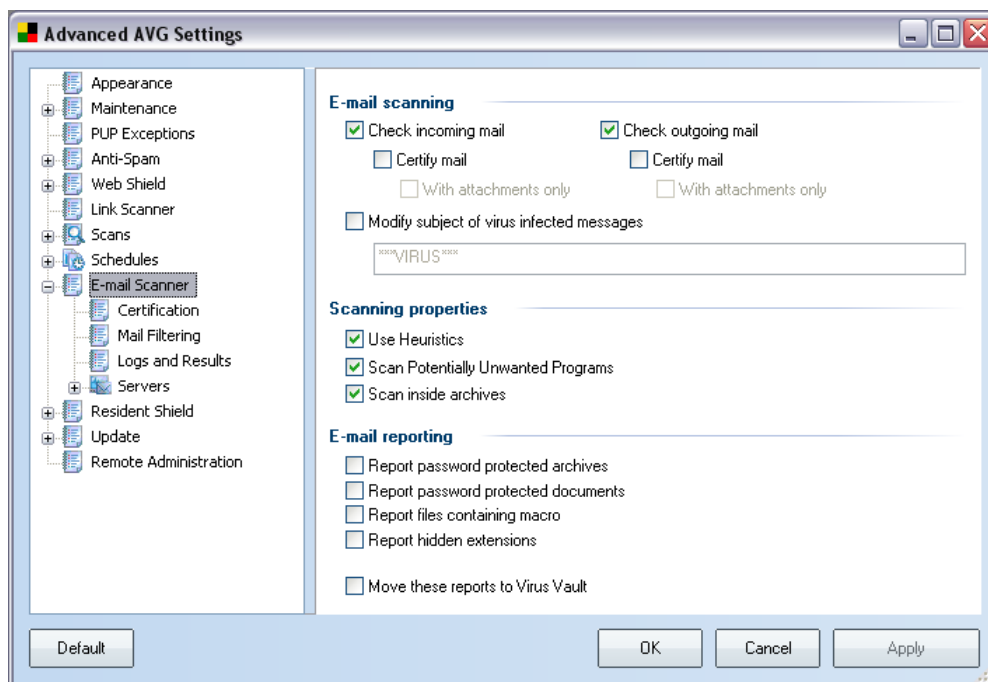 Advanced AVG Settings
Appearance
Maintenance
PUP Exceptions
Anti-Spam
Web Shield
Link Scanner
Scans
Schedules
E-mail Scanner
Certification
Mail Filtering
Logs and Results
Servers
Resident Shield
Update
Remote Administration
E-mail scanning
Check incoming mail
Check outgoing mail
Certify mail
Certify mail
With attachments only
With attachments only
Modify subject of virus infected messages
***VIRUS***
Scanning properties
Use Heuristics
Scan Potentially Unwanted Programs
Scan inside archives
E-mail reporting
Report password protected archives
Report password protected documents
Report files containing macro
Report hidden extensions
Move these reports to Virus Vault
Default
OK
Cancel
Apply